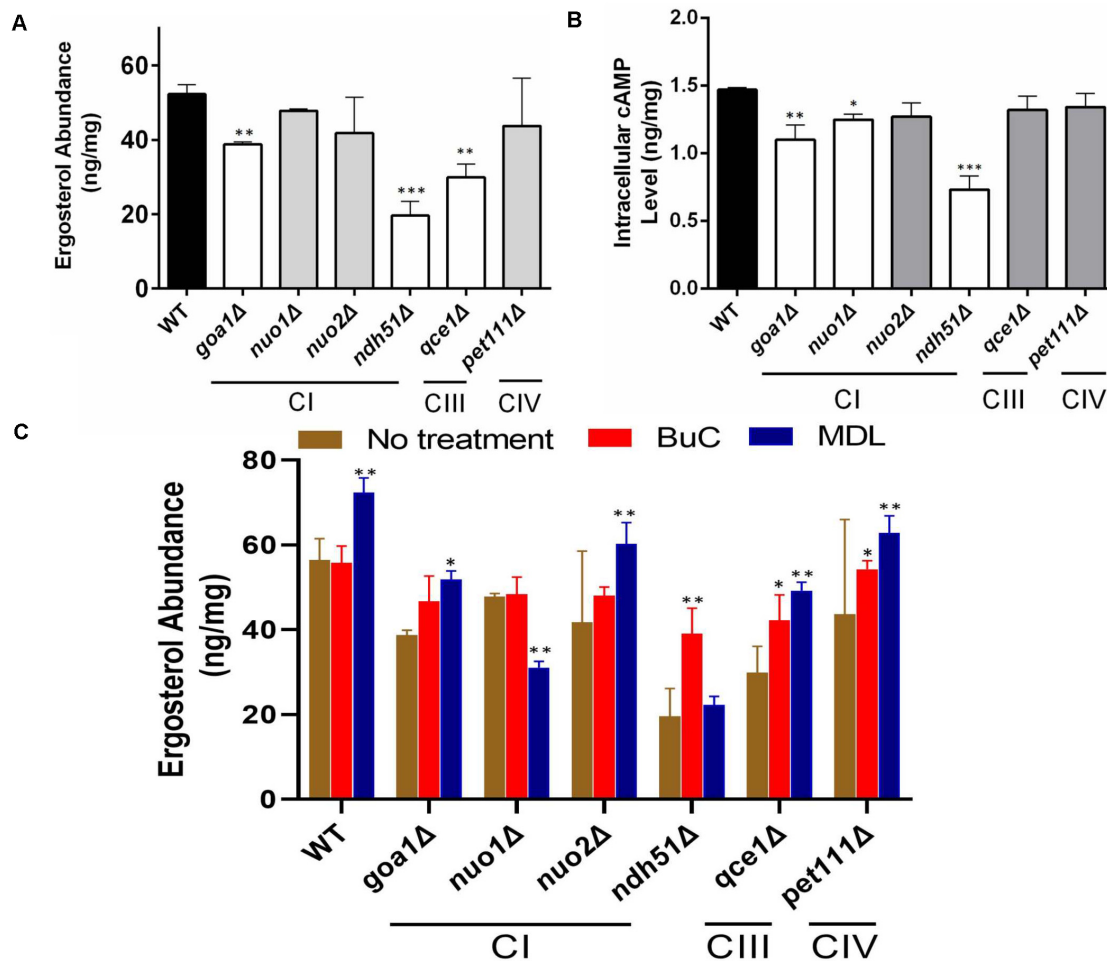 A
Ergosterol Abundance
(ng/mg)
60
40
20
0
**
***
**
WT
goa1Δ
nuo1Δ
nuo2Δ
ndh51Δ
qce1Δ
pet111Δ
CI
CIII
CIV
B
Intracellular cAMP
Level (ng/mg)
2.0
1.5
1.0
0.5
0.0
**
*
***
WT
goa1Δ
nuo1Δ
nuo2Δ
ndh51Δ
qce1Δ
pet111Δ
CI
CIII
CIV
C
No treatment
BuC
MDL
Ergosterol Abundance
(ng/mg)
80
60
40
20
0
**
*
**
**
**
*
**
*
**
WT
goa1Δ
nuo1Δ
nuo2Δ
ndh51Δ
qce1Δ
pet111Δ
CI
CIII
CIV